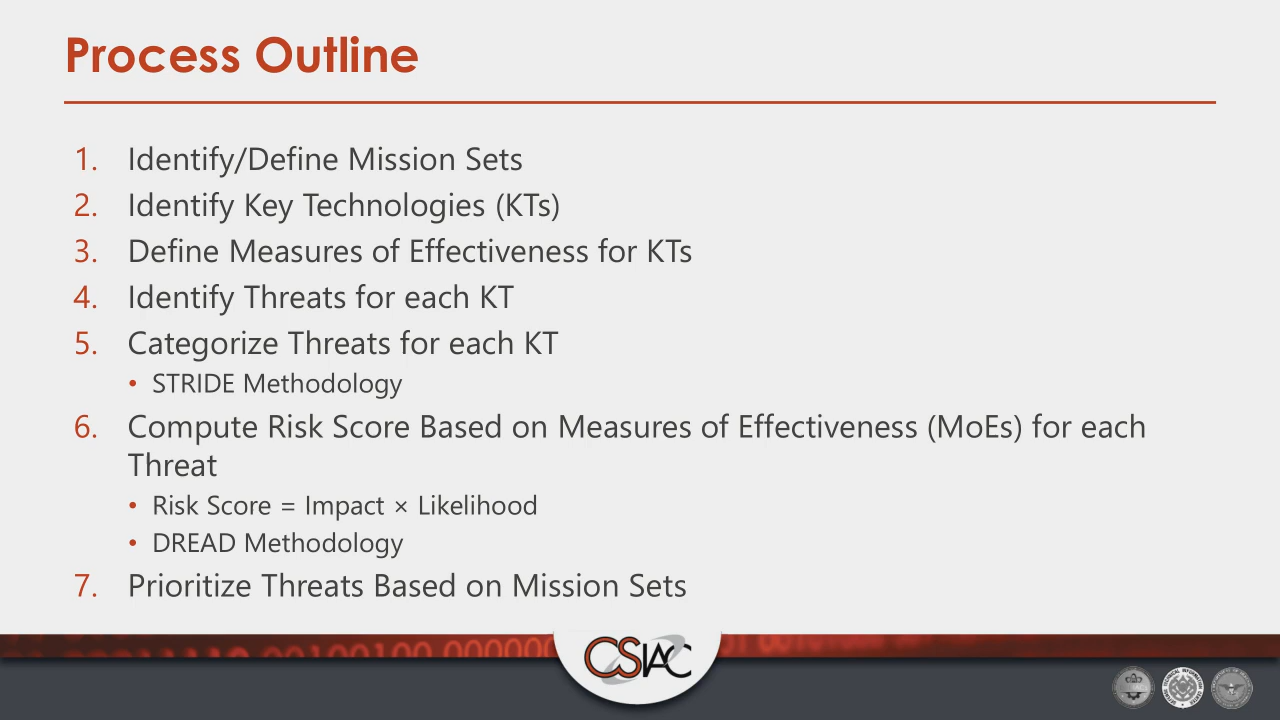 Process Outline
1. Identify/Define Mission Sets
2. Identify Key Technologies (KTs)
3. Define Measures of Effectiveness for KTs
4. Identify Threats for each KT
5. Categorize Threats for each KT
• STRIDE Methodology
6. Compute Risk Score Based on Measures of Effectiveness (MoEs) for each
Threat
• Risk Score = Impact × Likelihood
• DREAD Methodology
7. Prioritize Threats Based on Mission Sets
CSIAC